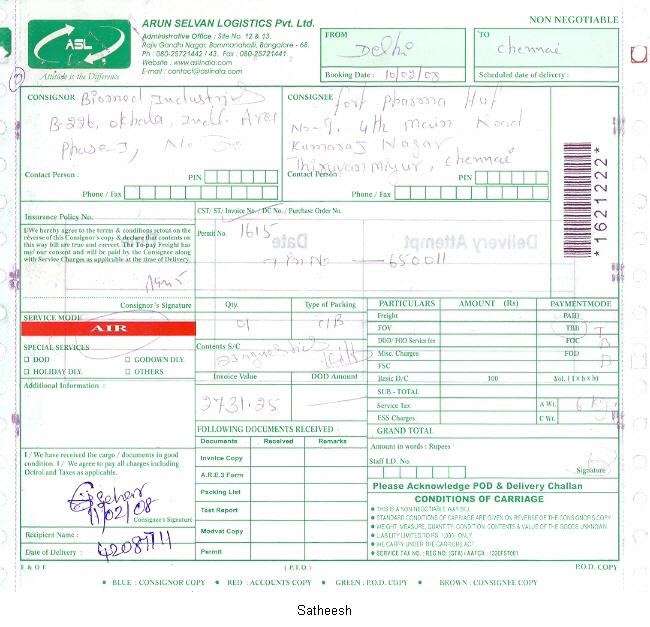 ARUN SELVAN LOGISTICS Pvt. Ltd.
Administrative Office : Site No. 12 & 13,
Rajiv Gandhi Nagar, Bommanahalli, Bangalore - 68.
Ph : 080-25721442 / 43. Fax : 080-25721441.
Website : www.aslindia.com
E-mail : contact@aslindia.com
ASL
Attitude is the Difference
NON NEGOTIABLE
FROM
Delhi
Booking Date : 10/02/08
TO
Chennai
Scheduled date of delivery :
CONSIGNOR Biomed Industries
B-226, Okhala, Indl. Area
Phase-I, N. D
Contact Person :
PIN
Phone / Fax
CONSIGNEE Fort Pharma Hut
No-9, 4th Main Road
Kumaraj Nagar
Thiruvanmiyur, Chennai
Contact Person :
PIN
Phone / Fax
*1621222*
Insurance Policy No.
CST, ST/ Invoice No./ DC No. / Purchase Order No.
I/We hereby agree to the terms & conditions setout on the
reverse of this Consignor's copy & declare that contents on
this way bill are true and correct. The To-pay Freight has
my/our consent and will be paid by the Consignee along
with Service Charges as applicable at the time of Delivery.
Consignor's Signature
Permit No. 1615
Date
Delivery Attempt
650011
SERVICE MODE
AIR
SPECIAL SERVICES
DOD
GODOWN DLY.
HOLIDAY DLY.
OTHERS
Additional Information :
Qty.
Type of Packing
01
C/B
Contents S/C
Invoice Value
DOD Amount
2731.25
PARTICULARS
AMOUNT (Rs)
PAYMENTMODE
Freight
PAID
FOV
TBB
DOD/ FOD Service fee
FOC
Misc. Charges
FOD
FSC
Basic D/C
100
Vol. ( l x b x h)
SUB - TOTAL
Service Tax
A Wt.
ESS Charges
C Wt.
GRAND TOTAL
T
B
B
FOLLOWING DOCUMENTS RECEIVED
Documents
Received
Remarks
Invoice Copy
A.R.E.3 Form
Packing List
Test Report
Modvat Copy
Permit
Amount in words : Rupees
Staff I.D. No.
Signature
I / We have received the cargo / documents in good
condition. I / We agree to pay all charges including
Octroi and Taxes as applicable.
11/02/08
Consignee's Signature
Recipient Name :
Date of Delivery : 42087711
Please Acknowledge POD & Delivery Challan
CONDITIONS OF CARRIAGE
THIS IS A NON-NEGOTIABLE WAY BILL
STANDARD CONDITIONS OF CARRIAGE ARE GIVEN ON REVERSE OF THE CONSIGNOR'S COPY
WEIGHT, MEASURE, QUANTITY, CONDITION, CONTENTS & VALUE OF THE GOODS UNKNOWN
LIABILITY LIMITED TO RS. 1,000/- ONLY
WE CARRY UNDER THE CARRIERS ACT
E & O E
( P.T.O.)
P.O.D. COPY
BLUE : CONSIGNOR COPY
RED : ACCOUNTS COPY
GREEN : P.O.D. COPY
BROWN : CONSIGNEE COPY
Satheesh